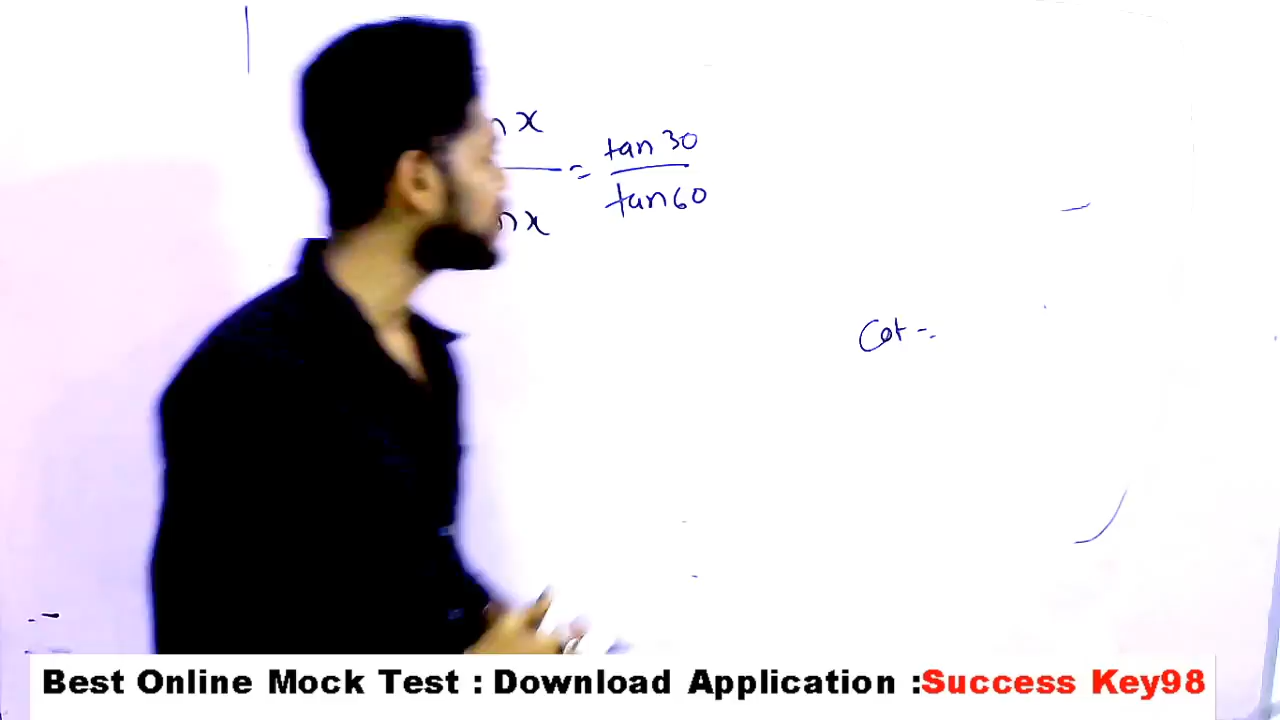 n x = tan 30
n x tan 60
Cot -
Best Online Mock Test : Download Application :Success Key98